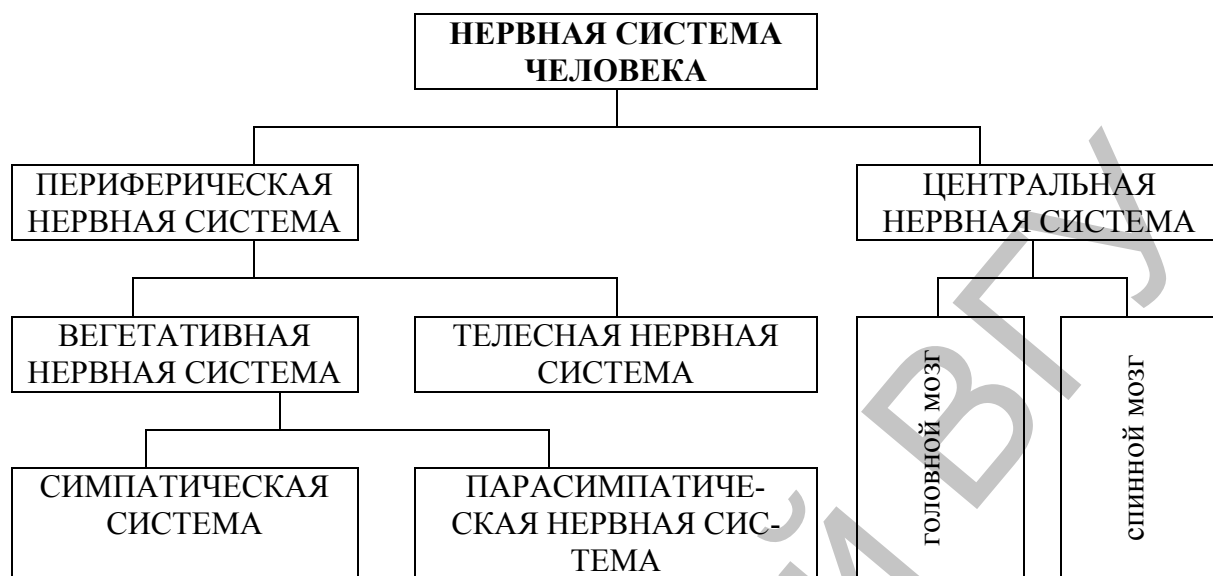 НЕРВНАЯ СИСТЕМА
ЧЕЛОВЕКА
ПЕРИФЕРИЧЕСКАЯ
НЕРВНАЯ СИСТЕМА
ЦЕНТРАЛЬНАЯ
НЕРВНАЯ СИСТЕМА
ВЕГЕТАТИВНАЯ
НЕРВНАЯ СИСТЕМА
ТЕЛЕСНАЯ НЕРВНАЯ
СИСТЕМА
головной мозг
спинной мозг
СИМПАТИЧЕСКАЯ
СИСТЕМА
ПАРАСИМПАТИЧЕ-
СКАЯ НЕРВНАЯ СИС-
ТЕМА
ВГУ